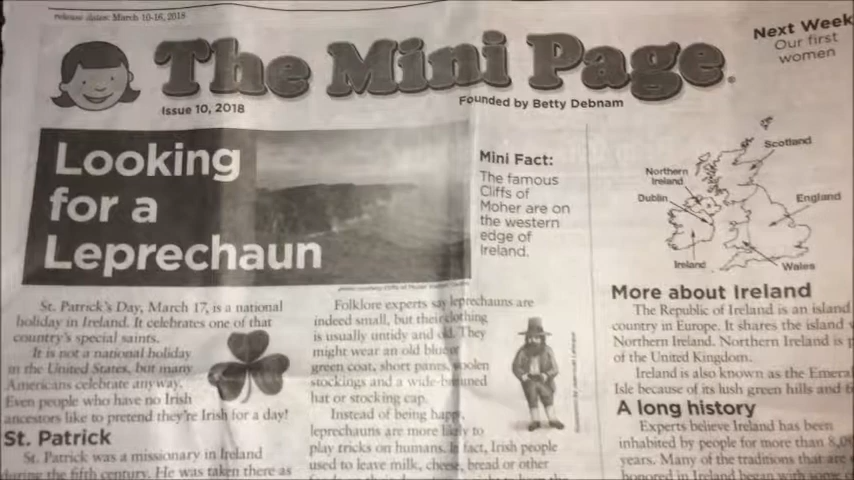 release dates: March 10-16, 2018
The Mini Page
Issue 10, 2018
Founded by Betty Debnam
Next Week
Our first
women
Looking
for a
Leprechaun
Mini Fact:
The famous
Cliffs of
Moher are on
the western
edge of
Ireland.
Scotland
Northern
Ireland
Dublin
England
Ireland
Wales
St. Patrick's Day, March 17, is a national
holiday in Ireland. It celebrates one of that
country's special saints.
It is not a national holiday
in the United States, but many
Americans celebrate anyway.
Even people who have no Irish
ancestors like to pretend they're Irish for a day!
St. Patrick
St. Patrick was a missionary in Ireland
during the fifth century. He was taken there as
Folklore experts say leprechauns are
indeed small, but their clothing
is usually untidy and old. They
might wear an old blue or
green coat, short pants, woolen
stockings and a wide-brimmed
hat or stocking cap.
Instead of being happy,
leprechauns are more likely to
play tricks on humans. In fact, Irish people
used to leave milk, cheese, bread or other
More about Ireland
The Republic of Ireland is an island
country in Europe. It shares the island
Northern Ireland. Northern Ireland is
of the United Kingdom.
Ireland is also known as the
Isle because of its lush green hills and
A long history
Experts believe Ireland has been
inhabited by people for more than
years. Many of the traditions that are
honored in Ireland began with some